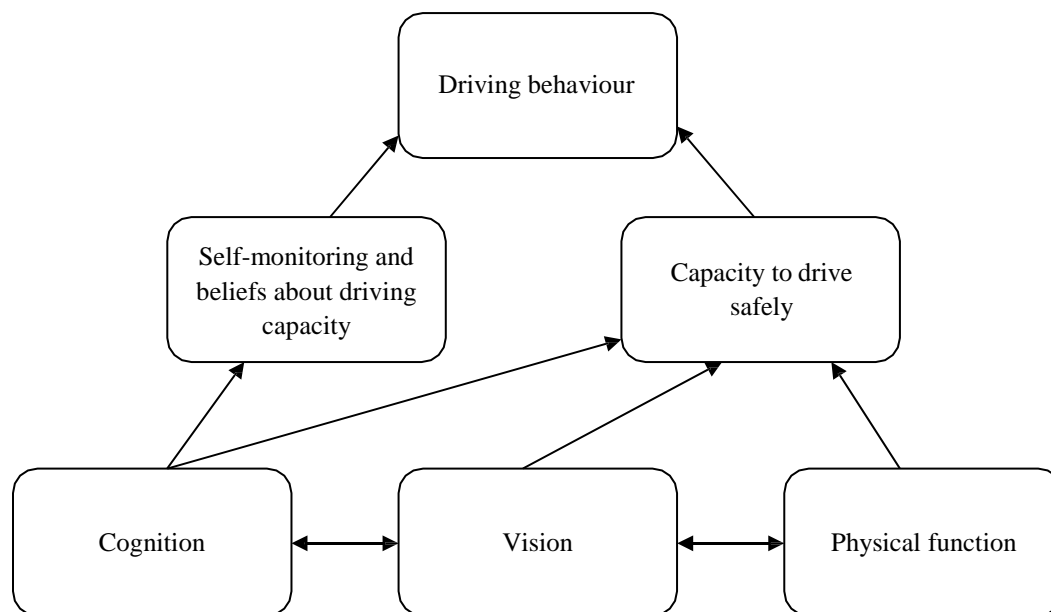 Driving behaviour
Self-monitoring and
beliefs about driving
capacity
Capacity to drive
safely
Cognition
Vision
Physical function